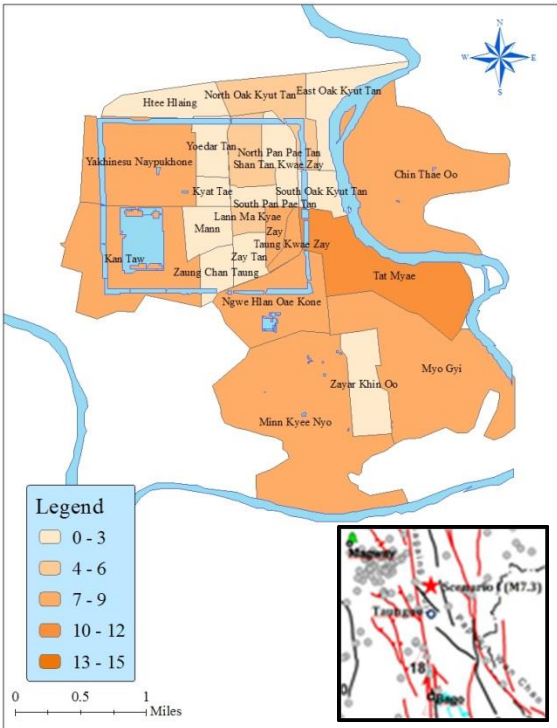 N
W
E
S
Htee Hlaing
North Oak Kyut Tan
East Oak Kyut Tan
Yoedar Tan
North Pan Pae Tan
Shan Tan Kwae Zay
Yakhinesu Naypukhone
Chin Thae Oo
Kyat Tae
South Oak Kyut Tan
South Pan Pae Tan
Lann Ma Kyae
Mann
Zay
Taung Kwae Zay
Kan Taw
Zay Tan
Zaung Chan Taung
Tat Myae
Ngwe Hlan Oae Kone
Myo Gyi
Zayar Khin Oo
Minn Kyee Nyo
Legend
0 - 3
4 - 6
7 - 9
10 - 12
13 - 15
0
0.5
1
Miles
Magway
Scenario I (M7.3)
Taungoo
18
Bago